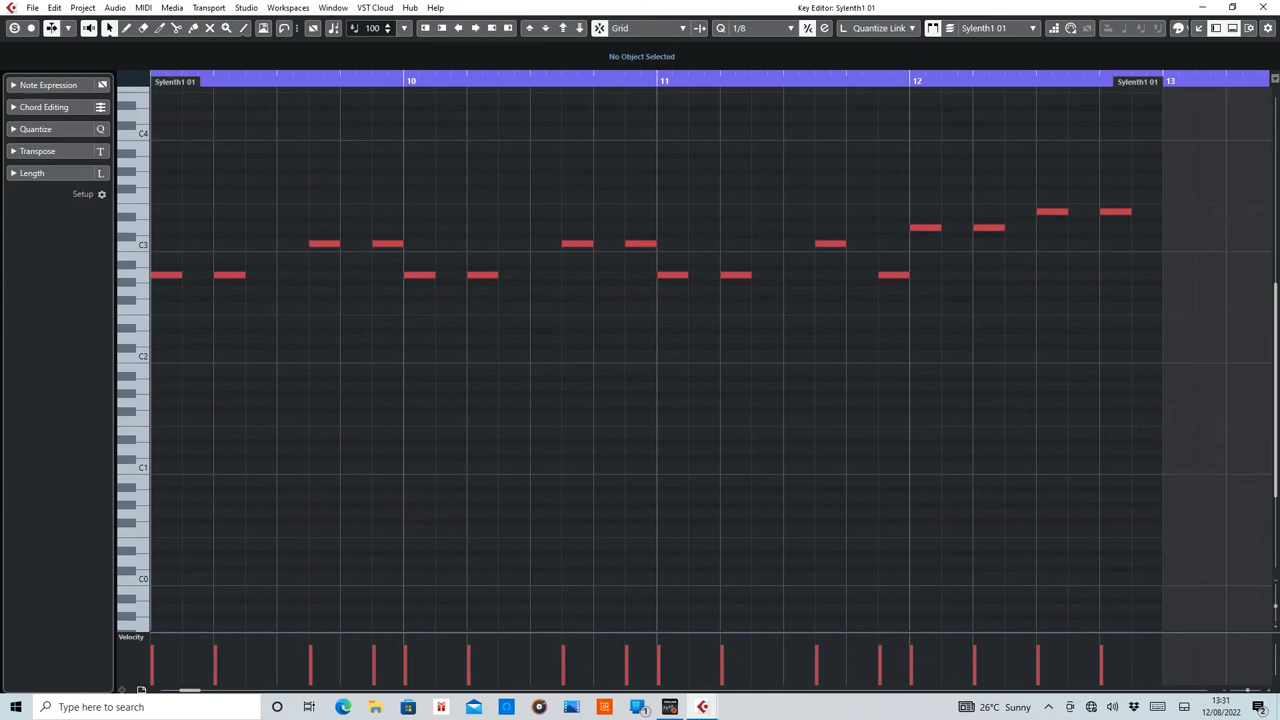 Key Editor: Sylenth1 01
File Edit Project Audio MIDI Media Transport Studio Workspaces Window VST Cloud Hub Help
S 100 Grid 1/8 Quantize Link Sylenth1 01
No Object Selected
Note Expression
Chord Editing
Quantize Q
Transpose T
Length L
Setup
Sylenth1 01 10 11 12 Sylenth1 01 13
C4
C3
C2
C1
C0
Velocity
Type here to search
26°C Sunny
13:31
12/08/2022